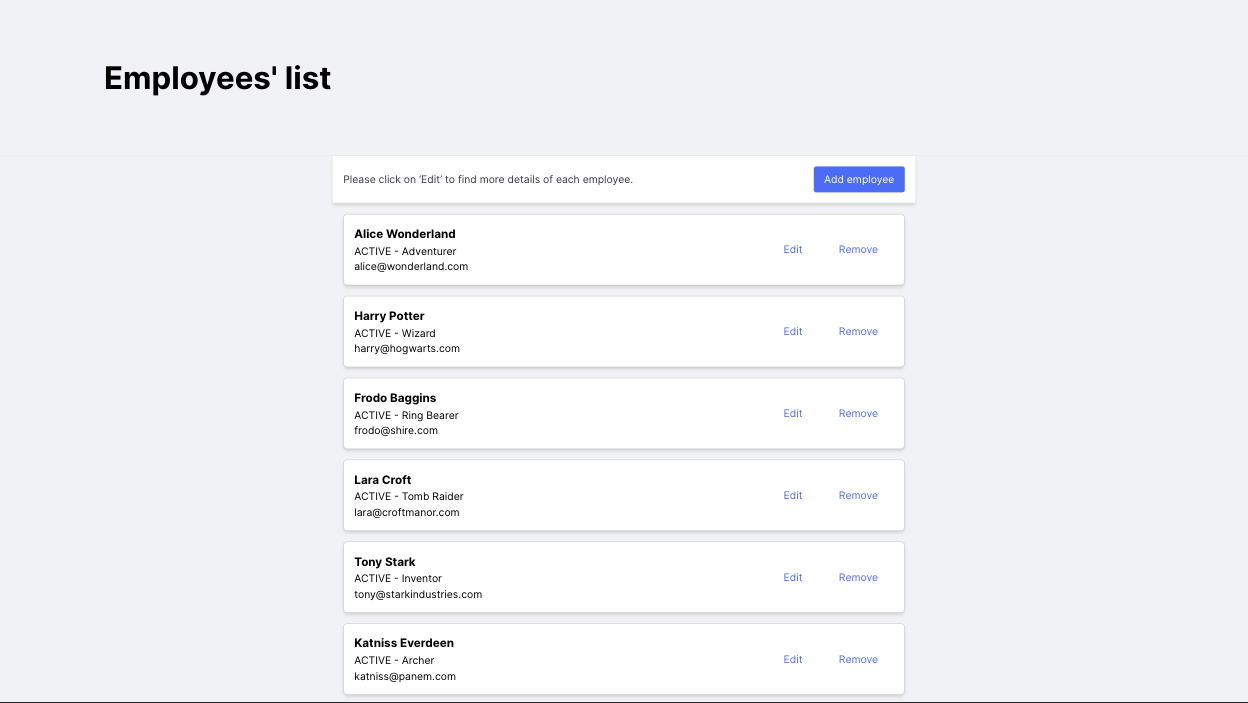 Employees' list
Please click on ‘Edit’ to find more details of each employee.
Add employee
Alice Wonderland
ACTIVE - Adventurer
alice@wonderland.com
Edit
Remove
Harry Potter
ACTIVE - Wizard
harry@hogwarts.com
Edit
Remove
Frodo Baggins
ACTIVE - Ring Bearer
frodo@shire.com
Edit
Remove
Lara Croft
ACTIVE - Tomb Raider
lara@croftmanor.com
Edit
Remove
Tony Stark
ACTIVE - Inventor
tony@starkindustries.com
Edit
Remove
Katniss Everdeen
ACTIVE - Archer
katniss@panem.com
Edit
Remove